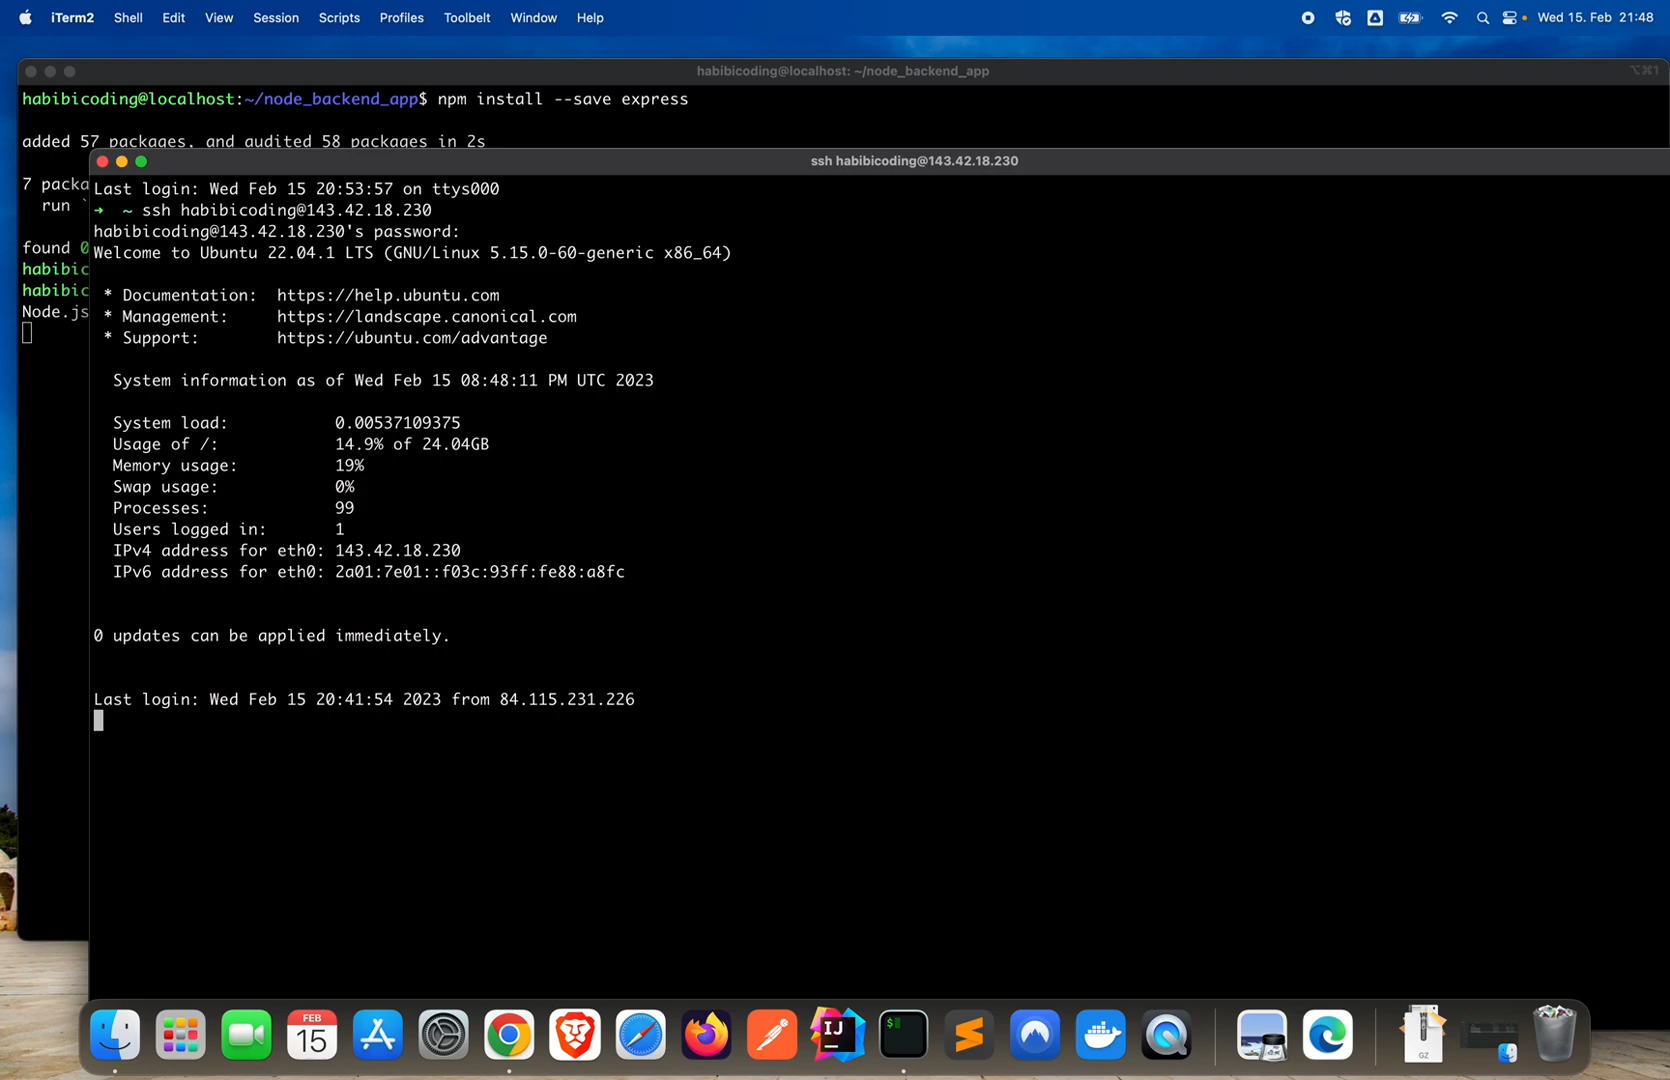 iTerm2 Shell Edit View Session Scripts Profiles Toolbelt Window Help Wed 15. Feb 21:48
habibicoding@localhost: ~/node_backend_app ⌥⌘1
habibicoding@localhost:~/node_backend_app$ npm install --save express
added 57 packages, and audited 58 packages in 2s
7 packa
run `
found 0
habibic
habibic
Node.js
ssh habibicoding@143.42.18.230
Last login: Wed Feb 15 20:53:57 on ttys000
➜ ~ ssh habibicoding@143.42.18.230
habibicoding@143.42.18.230's password:
Welcome to Ubuntu 22.04.1 LTS (GNU/Linux 5.15.0-60-generic x86_64)
* Documentation: https://help.ubuntu.com
* Management: https://landscape.canonical.com
* Support: https://ubuntu.com/advantage
System information as of Wed Feb 15 08:48:11 PM UTC 2023
System load: 0.00537109375
Usage of /: 14.9% of 24.04GB
Memory usage: 19%
Swap usage: 0%
Processes: 99
Users logged in: 1
IPv4 address for eth0: 143.42.18.230
IPv6 address for eth0: 2a01:7e01::f03c:93ff:fe88:a8fc
0 updates can be applied immediately.
Last login: Wed Feb 15 20:41:54 2023 from 84.115.231.226
FEB
15
IJ
$
GZ